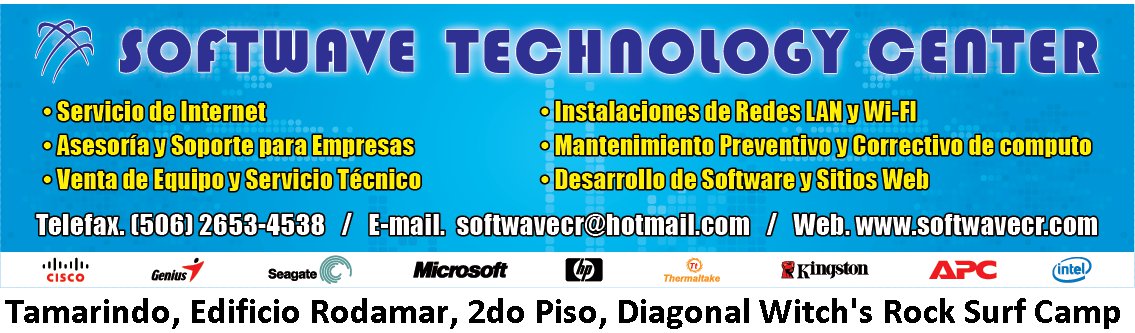 SOFTWAVE TECHNOLOGY CENTER
• Servicio de Internet
• Asesoría y Soporte para Empresas
• Venta de Equipo y Servicio Técnico
• Instalaciones de Redes LAN y Wi-FI
• Mantenimiento Preventivo y Correctivo de computo
• Desarrollo de Software y Sitios Web
Telefax. (506) 2653-4538 / E-mail. softwavecr@hotmail.com / Web. www.softwavecr.com
CISCO Genius Seagate Microsoft hp Tt Thermaltake Kingston APC intel
Tamarindo, Edificio Rodamar, 2do Piso, Diagonal Witch's Rock Surf Camp